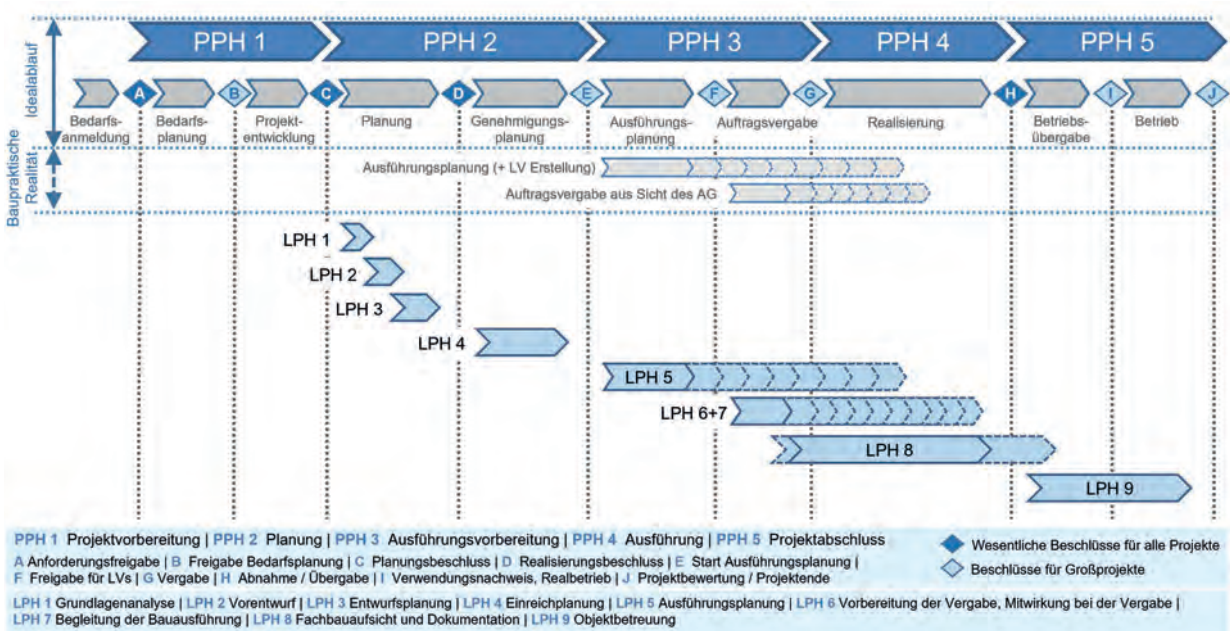 PPH 1 PPH 2 PPH 3 PPH 4 PPH 5
Idealablauf
A B C D E F G H I J
Bedarfs-
anmeldung
Bedarfs-
planung
Projekt-
entwicklung
Planung
Genehmigungs-
planung
Ausführungs-
planung
Auftragsvergabe
Realisierung
Betriebs-
übergabe
Betrieb
Baupraktische
Realität
Ausführungsplanung (+ LV Erstellung)
Auftragsvergabe aus Sicht des AG
LPH 1
LPH 2
LPH 3
LPH 4
LPH 5
LPH 6+7
LPH 8
LPH 9
PPH 1 Projektvorbereitung | PPH 2 Planung | PPH 3 Ausführungsvorbereitung | PPH 4 Ausführung | PPH 5 Projektabschluss
A Anforderungsfreigabe | B Freigabe Bedarfsplanung | C Planungsbeschluss | D Realisierungsbeschluss | E Start Ausführungsplanung |
F Freigabe für LVs | G Vergabe | H Abnahme / Übergabe | I Verwendungsnachweis, Realbetrieb | J Projektbewertung / Projektende
Wesentliche Beschlüsse für alle Projekte
Beschlüsse für Großprojekte
LPH 1 Grundlagenanalyse | LPH 2 Vorentwurf | LPH 3 Entwurfsplanung | LPH 4 Einreichplanung | LPH 5 Ausführungsplanung | LPH 6 Vorbereitung der Vergabe, Mitwirkung bei der Vergabe |
LPH 7 Begleitung der Bauausführung | LPH 8 Fachbauaufsicht und Dokumentation | LPH 9 Objektbetreuung